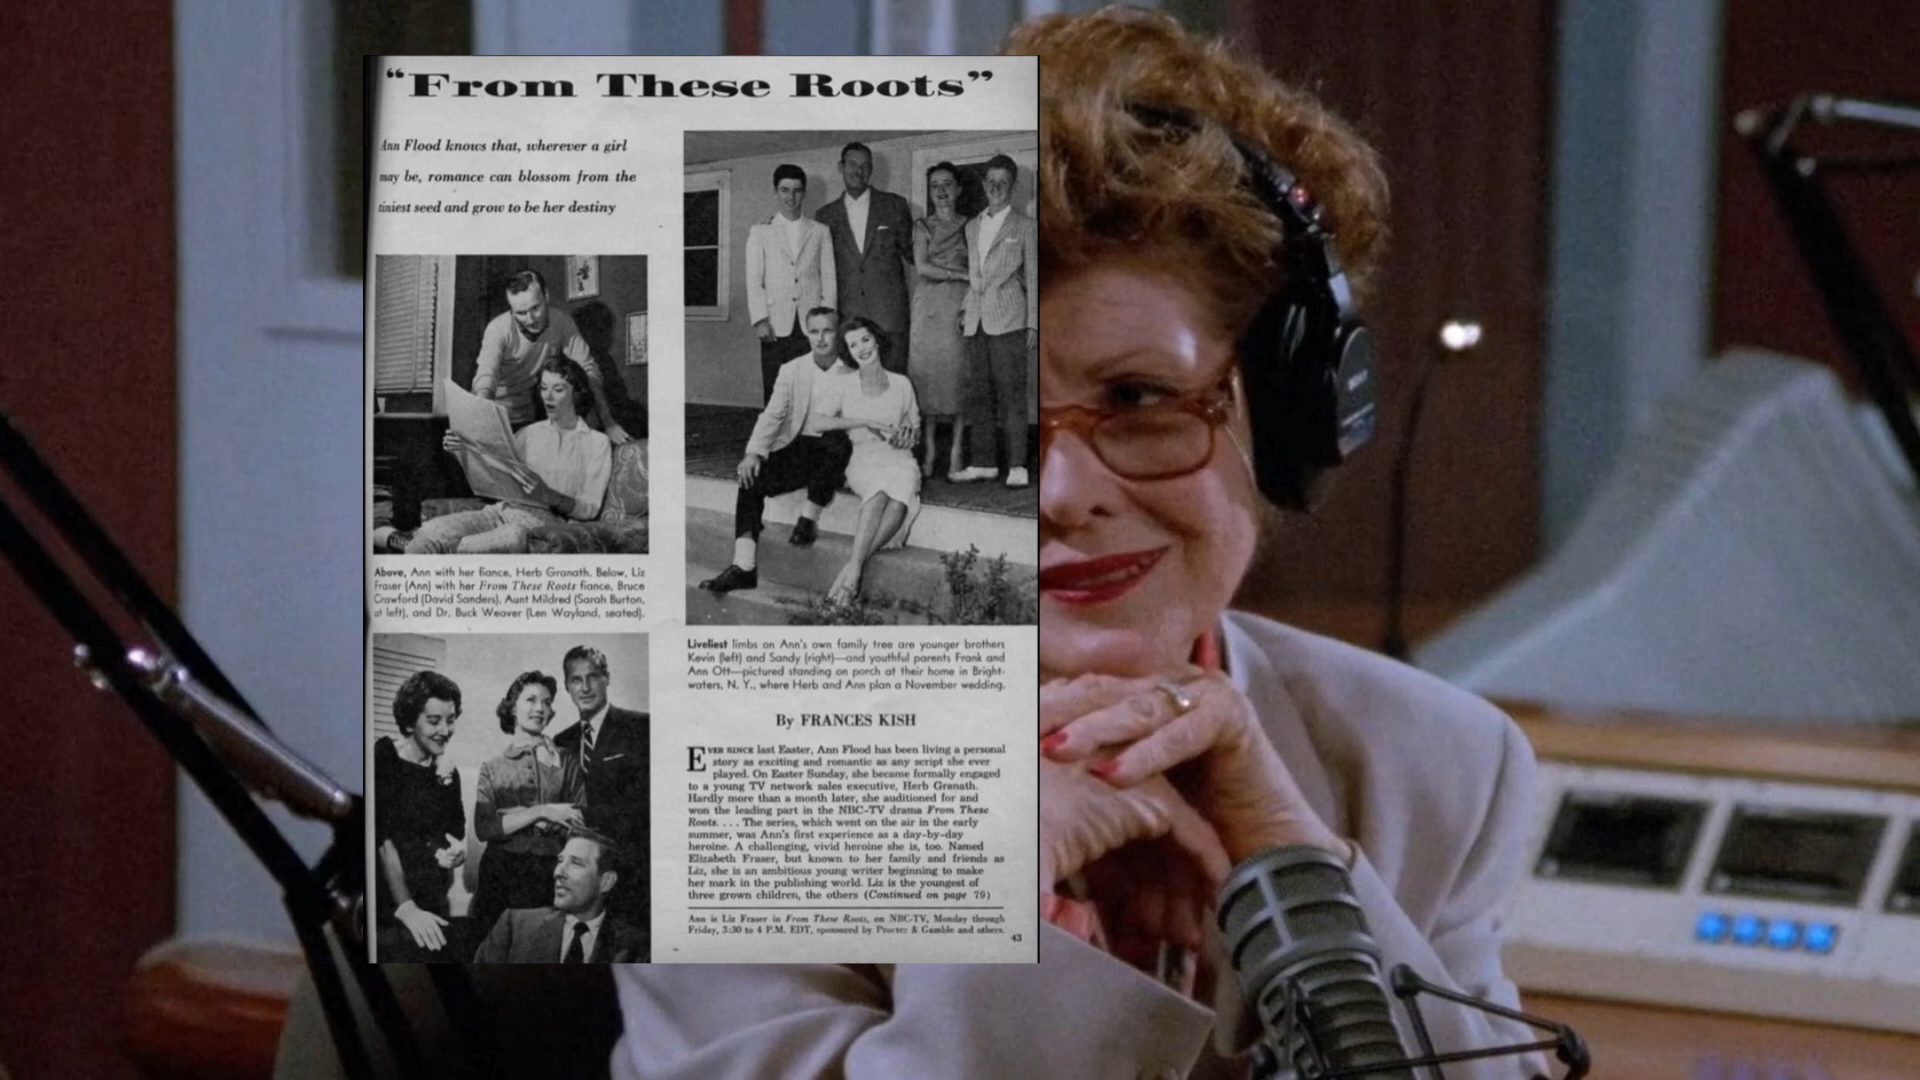 “From These Roots”
Ann Flood knows that, wherever a girl
may be, romance can blossom from the
tiniest seed and grow to be her destiny
Above, Ann with her fiance, Herb Granath. Below, Liz
Fraser (Ann) with her From These Roots fiance, Bruce
Crawford (David Sanders), Aunt Mildred (Sarah Burton,
at left), and Dr. Buck Weaver (Len Wayland, seated).
Liveliest limbs on Ann's own family tree are younger brothers
Kevin (left) and Sandy (right)—and youthful parents Frank and
Ann Ott—pictured standing on porch at their home in Bright-
waters, N. Y., where Herb and Ann plan a November wedding.
By FRANCES KISH
EVER SINCE last Easter, Ann Flood has been living a personal
story as exciting and romantic as any script she ever
played. On Easter Sunday, she became formally engaged
to a young TV network sales executive, Herb Granath.
Hardly more than a month later, she auditioned for and
won the leading part in the NBC-TV drama From These
Roots. . . . The series, which went on the air in the early
summer, was Ann's first experience as a day-by-day
heroine. A challenging, vivid heroine she is, too. Named
Elizabeth Fraser, but known to her family and friends as
Liz, she is an ambitious young writer beginning to make
her mark in the publishing world. Liz is the youngest of
three grown children, the others (Continued on page 79)
Ann is Liz Fraser in From These Roots, on NBC-TV, Monday through
Friday, 3:30 to 4 P.M. EDT, sponsored by Procter & Gamble and others.
43